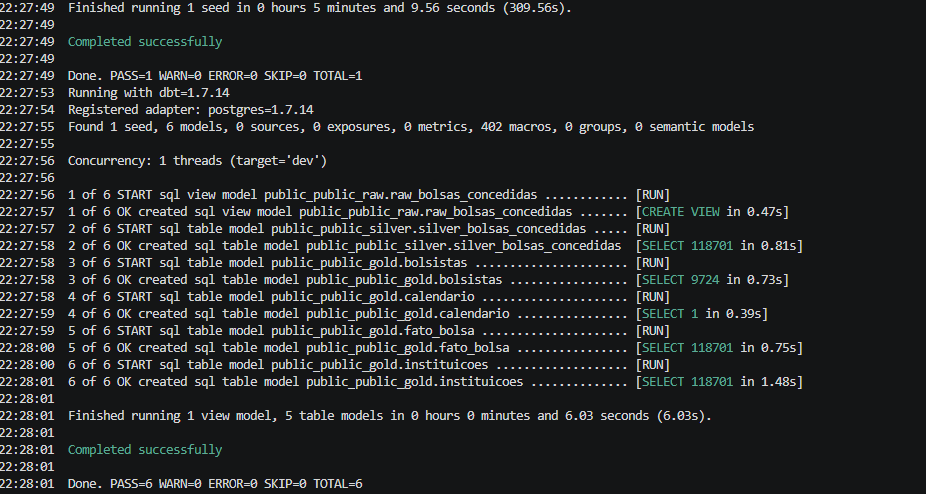 22:27:49 Finished running 1 seed in 0 hours 5 minutes and 9.56 seconds (309.56s).
22:27:49
22:27:49 Completed successfully
22:27:49
22:27:49 Done. PASS=1 WARN=0 ERROR=0 SKIP=0 TOTAL=1
22:27:53 Running with dbt=1.7.14
22:27:54 Registered adapter: postgres=1.7.14
22:27:55 Found 1 seed, 6 models, 0 sources, 0 exposures, 0 metrics, 402 macros, 0 groups, 0 semantic models
22:27:55
22:27:56 Concurrency: 1 threads (target='dev')
22:27:56
22:27:56 1 of 6 START sql view model public_public_raw.raw_bolsas_concedidas ............. [RUN]
22:27:57 1 of 6 OK created sql view model public_public_raw.raw_bolsas_concedidas ....... [CREATE VIEW in 0.47s]
22:27:57 2 of 6 START sql table model public_public_silver.silver_bolsas_concedidas ..... [RUN]
22:27:58 2 of 6 OK created sql table model public_public_silver.silver_bolsas_concedidas [SELECT 118701 in 0.81s]
22:27:58 3 of 6 START sql table model public_public_gold.bolsistas ...................... [RUN]
22:27:58 3 of 6 OK created sql table model public_public_gold.bolsistas ................. [SELECT 9724 in 0.73s]
22:27:58 4 of 6 START sql table model public_public_gold.calendario ..................... [RUN]
22:27:59 4 of 6 OK created sql table model public_public_gold.calendario ................ [SELECT 1 in 0.39s]
22:27:59 5 of 6 START sql table model public_public_gold.fato_bolsa ..................... [RUN]
22:28:00 5 of 6 OK created sql table model public_public_gold.fato_bolsa ................ [SELECT 118701 in 0.75s]
22:28:00 6 of 6 START sql table model public_public_gold.instituicoes ................... [RUN]
22:28:01 6 of 6 OK created sql table model public_public_gold.instituicoes .............. [SELECT 118701 in 1.48s]
22:28:01
22:28:01 Finished running 1 view model, 5 table models in 0 hours 0 minutes and 6.03 seconds (6.03s).
22:28:01
22:28:01 Completed successfully
22:28:01
22:28:01 Done. PASS=6 WARN=0 ERROR=0 SKIP=0 TOTAL=6